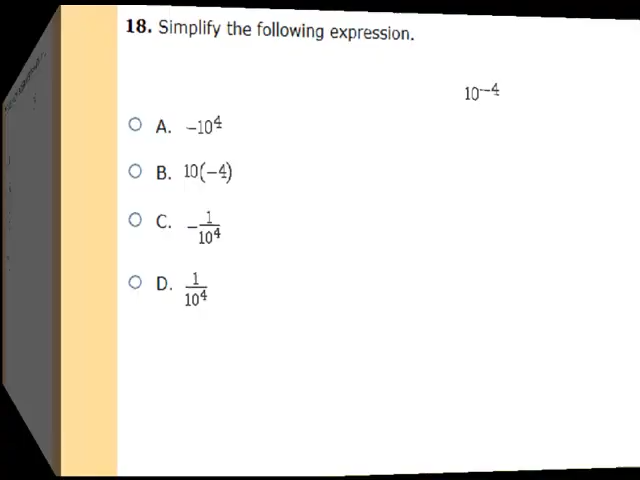 18. Simplify the following expression.
10⁻⁴
A. −10⁴
B. 10(−4)
C. −1/10⁴
D. 1/10⁴